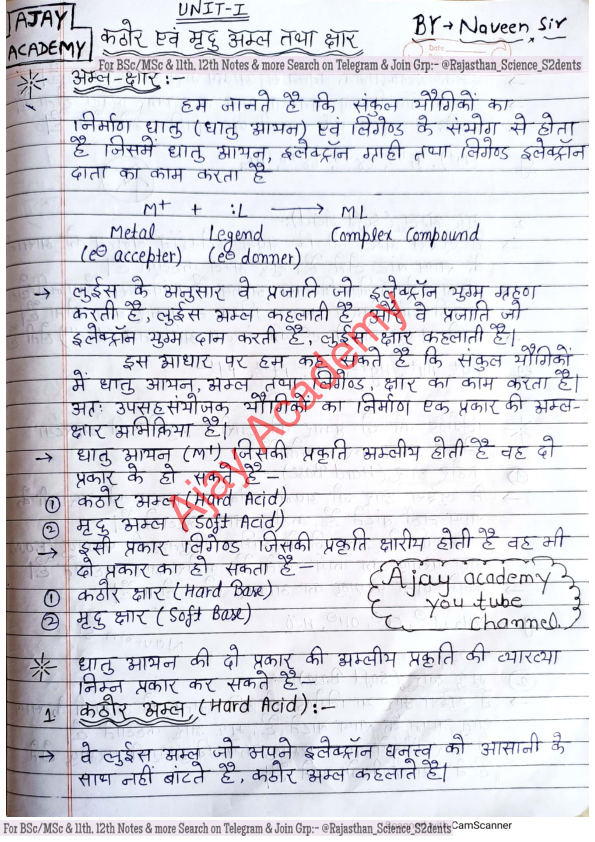 AJAY
ACADEMY
UNIT-I
कठोर एवं मृदु अम्ल तथा क्षार
BY → Naveen Sir
Date
For BSc/MSc & 11th, 12th Notes & more Search on Telegram & Join Grp:- @Rajasthan_Science_S2dents
अम्ल-क्षार :-
हम जानते है कि संकुल यौगिकों का
निर्माण धातु (धातु आयन) एवं लिगेण्ड के संयोग से होता
है जिसमें धातु आयन, इलेक्ट्रॉन ग्राही तथा लिगेण्ड इलेक्ट्रॉन
दाता का काम करता है
M+ + :L ⟶ ML
Metal Legend Complex Compound
(e⊖ accepter) (e⊖ donner)
→ लुईस के अनुसार वे प्रजाति जो इलेक्ट्रॉन युग्म ग्रहण
करती है, लुईस अम्ल कहलाती है और वे प्रजाति जो
इलेक्ट्रॉन युग्म दान करती है, लुईस क्षार कहलाती है।
इस आधार पर हम कह सकते है कि संकुल यौगिकों
में धातु आयन, अम्ल तथा लिगेण्ड, क्षार का काम करता है।
अतः उपसहसंयोजक यौगिकों का निर्माण एक प्रकार की अम्ल-
क्षार अभिक्रिया है।
→ धातु आयन (M+) जिसकी प्रकृति अम्लीय होती है वह दो
प्रकार के हो सकते है-
① कठोर अम्ल (Hard Acid)
② मृदु अम्ल (Soft Acid)
→ इसी प्रकार लिगेण्ड जिसकी प्रकृति क्षारीय होती है वह भी
दो प्रकार का हो सकता है-
① कठोर क्षार (Hard Base)
② मृदु क्षार (Soft Base)
Ajay academy
you tube
channel.
धातु आयन की दो प्रकार की अम्लीय प्रकृति की व्याख्या
निम्न प्रकार कर सकते है-
1. कठोर अम्ल (Hard Acid):-
→ वे लुईस अम्ल जो अपने इलेक्ट्रॉन घनत्व को आसानी के
साथ नहीं बांटते है, कठोर अम्ल कहलाते है।
Ajay Academy
For BSc/MSc & 11th, 12th Notes & more Search on Telegram & Join Grp:- @Rajasthan_Science_S2dents
CamScanner